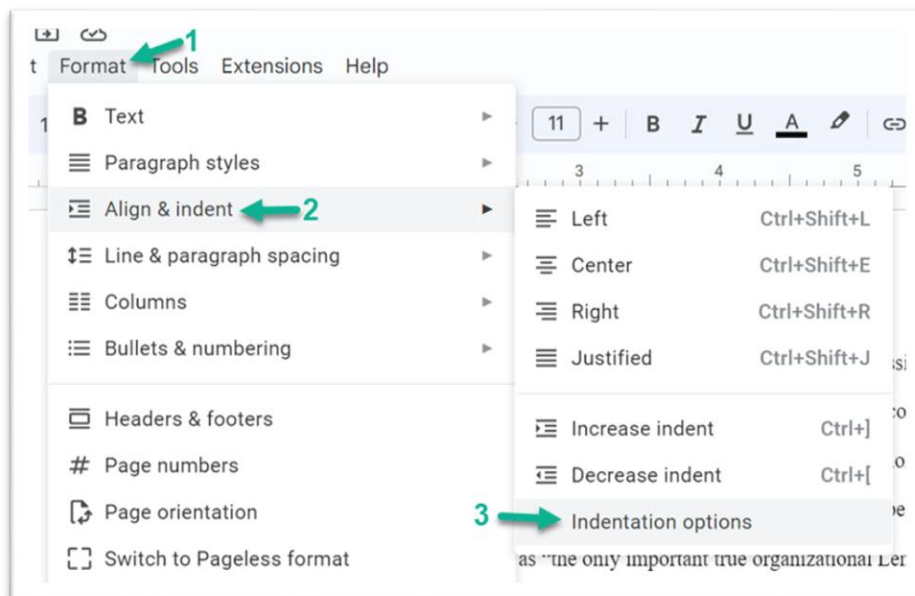 1
t Format Tools Extensions Help
B Text
11 + B I U A
Paragraph styles
3 4 5
Align & indent 2
Left Ctrl+Shift+L
Line & paragraph spacing
Center Ctrl+Shift+E
Columns
Right Ctrl+Shift+R
Bullets & numbering
Justified Ctrl+Shift+J
Headers & footers
Increase indent Ctrl+]
# Page numbers
Decrease indent Ctrl+[
Page orientation
3 Indentation options
Switch to Pageless format
as "the only important true organizational